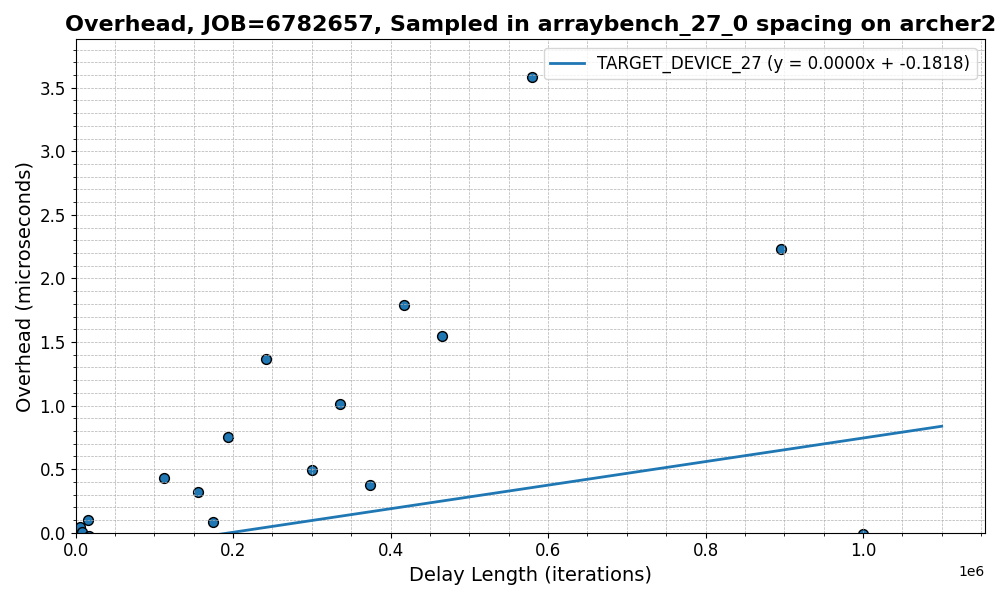 Overhead, JOB=6782657, Sampled in arraybench_27_0 spacing on archer2
TARGET_DEVICE_27 (y = 0.0000x + -0.1818)
Overhead (microseconds)
3.5
3.0
2.5
2.0
1.5
1.0
0.5
0.0
0.0 0.2 0.4 0.6 0.8 1.0
1e6
Delay Length (iterations)